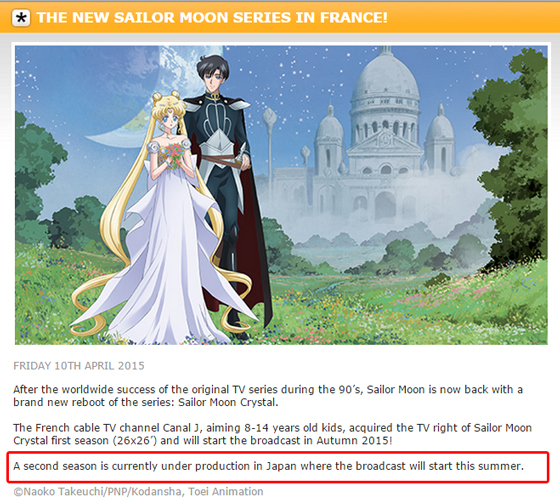 * THE NEW SAILOR MOON SERIES IN FRANCE!
FRIDAY 10TH APRIL 2015
After the worldwide success of the original TV series during the 90's, Sailor Moon is now back with a
brand new reboot of the series: Sailor Moon Crystal.
The French cable TV channel Canal J, aiming 8-14 years old kids, acquired the TV right of Sailor Moon
Crystal first season (26x26') and will start the broadcast in Autumn 2015!
A second season is currently under production in Japan where the broadcast will start this summer.
©Naoko Takeuchi/PNP/Kodansha, Toei Animation